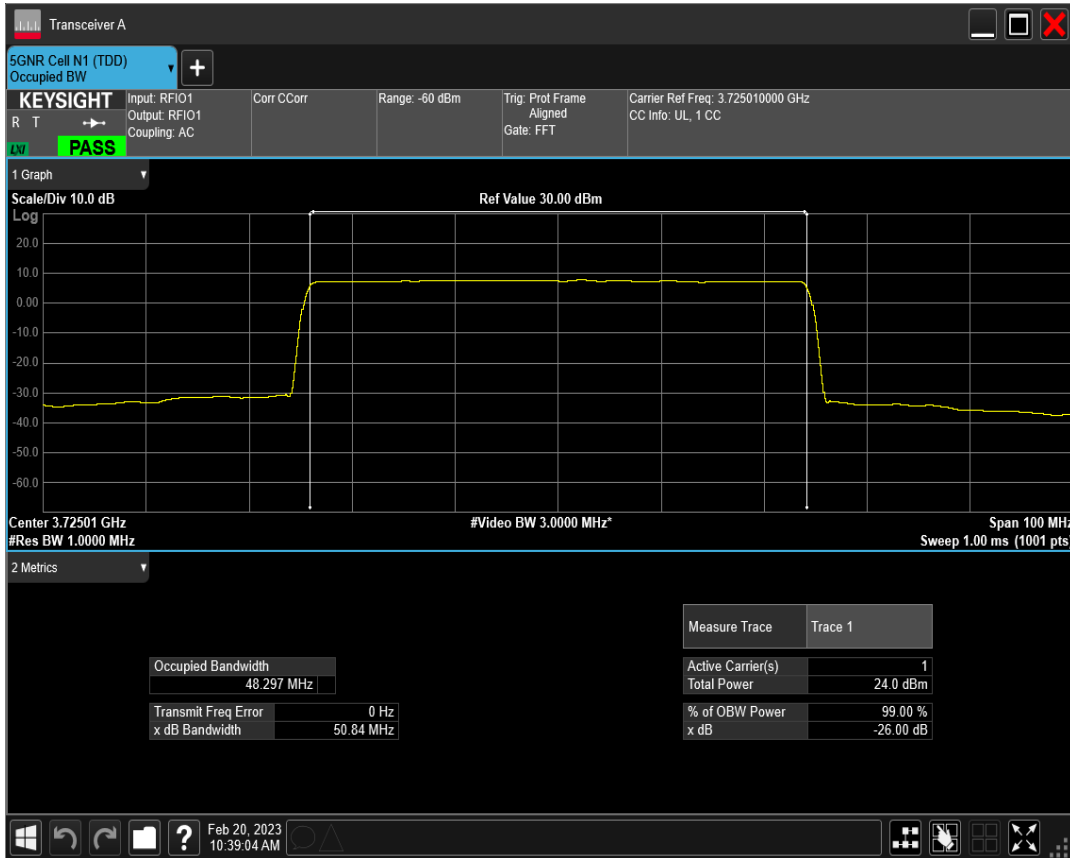 Transceiver A
5GNR Cell N1 (TDD)
Occupied BW
KEYSIGHT
R T
LXI
PASS
Input: RFIO1
Output: RFIO1
Coupling: AC
Corr CCorr
Range: -60 dBm
Trig: Prot Frame
Aligned
Gate: FFT
Carrier Ref Freq: 3.725010000 GHz
CC Info: UL, 1 CC
1 Graph
Scale/Div 10.0 dB
Ref Value 30.00 dBm
Log
20.0
10.0
0.00
-10.0
-20.0
-30.0
-40.0
-50.0
-60.0
Center 3.72501 GHz
#Video BW 3.0000 MHz*
Span 100 MHz
#Res BW 1.0000 MHz
Sweep 1.00 ms (1001 pts)
2 Metrics
Measure Trace Trace 1
Occupied Bandwidth
48.297 MHz
Active Carrier(s) 1
Total Power 24.0 dBm
Transmit Freq Error 0 Hz
x dB Bandwidth 50.84 MHz
% of OBW Power 99.00 %
x dB -26.00 dB
?
Feb 20, 2023
10:39:04 AM